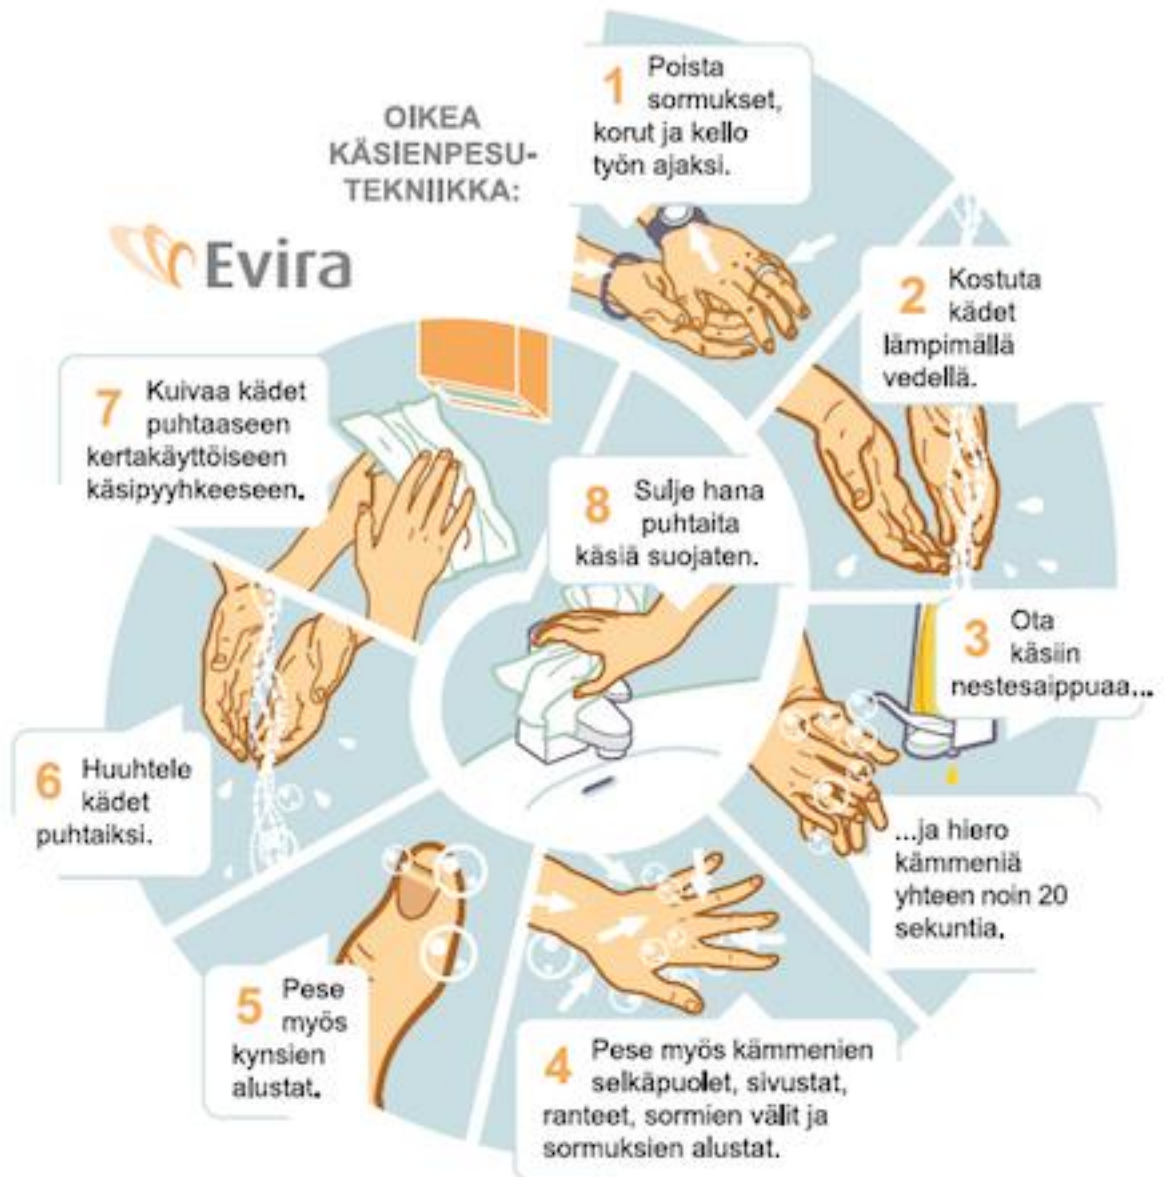 OIKEA
KÄSIENPESU-
TEKNIIKKA:
Evira
1 Poista
sormukset,
korut ja kello
työn ajaksi.
2 Kostuta
kädet
lämpimällä
vedellä.
3 Ota
käsiin
nestesaippuaa...
...ja hiero
kämmeniä
yhteen noin 20
sekuntia.
4 Pese myös kämmenien
selkäpuolet, sivustat,
ranteet, sormien välit ja
sormuksien alustat.
5 Pese
myös
kynsien
alustat.
6 Huuhtele
kädet
puhtaiksi.
7 Kuivaa kädet
puhtaaseen
kertakäyttöiseen
käsipyyhkeeseen.
8 Sulje hana
puhtaita
käsiä suojaten.